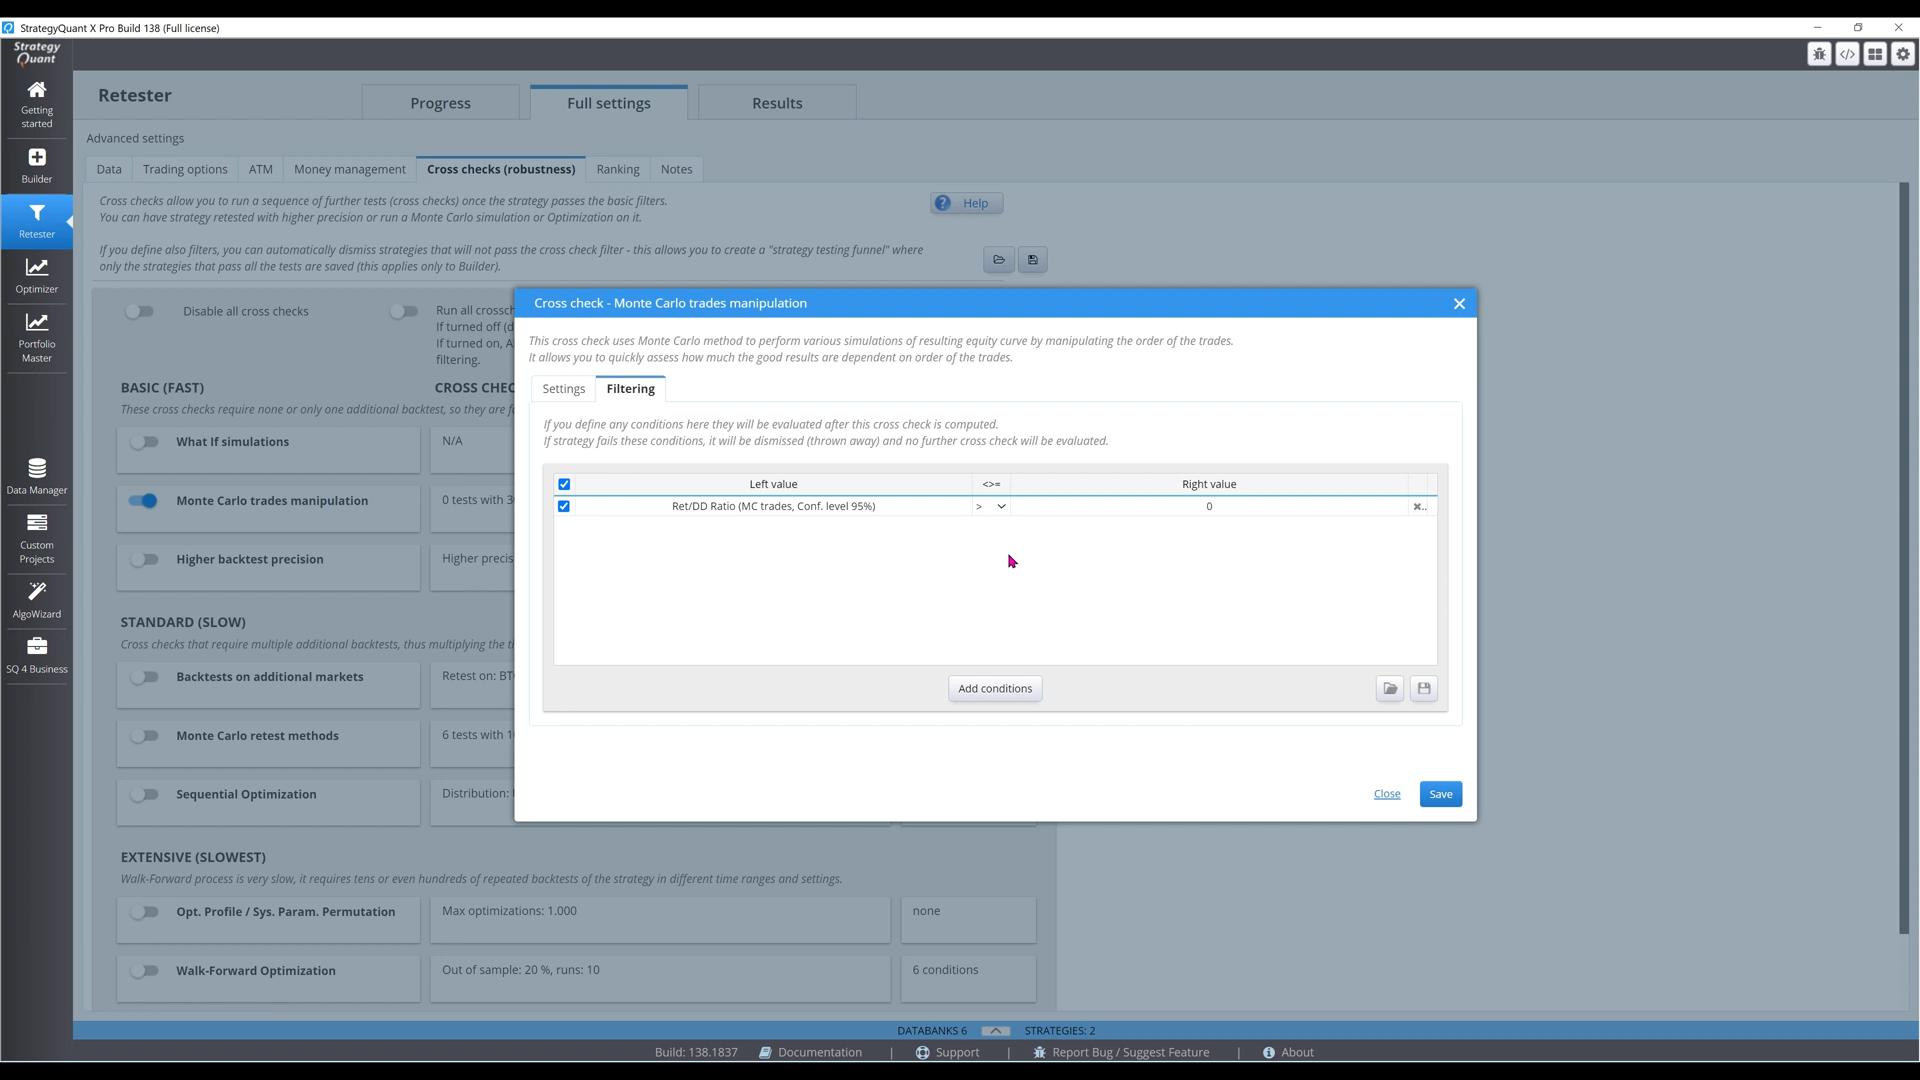 StrategyQuant X Pro Build 138 (Full license)
Strategy
Quant
Getting
started
Builder
Retester
Optimizer
Portfolio
Master
Data Manager
Custom
Projects
AlgoWizard
SQ 4 Business
Retester
Progress
Full settings
Results
Advanced settings
Data
Trading options
ATM
Money management
Cross checks (robustness)
Ranking
Notes
Cross checks allow you to run a sequence of further tests (cross checks) once the strategy passes the basic filters.
You can have strategy retested with higher precision or run a Monte Carlo simulation or Optimization on it.
Help
If you define also filters, you can automatically dismiss strategies that will not pass the cross check filter - this allows you to create a "strategy testing funnel" where
only the strategies that pass all the tests are saved (this applies only to Builder).
Disable all cross checks
Run all crossch
If turned off (d
If turned on, A
filtering.
BASIC (FAST)
CROSS CHEC
These cross checks require none or only one additional backtest, so they are f
What If simulations
N/A
Monte Carlo trades manipulation
0 tests with 3
Higher backtest precision
Higher precis
STANDARD (SLOW)
Cross checks that require multiple additional backtests, thus multiplying the t
Backtests on additional markets
Retest on: BT
Monte Carlo retest methods
6 tests with 1
Sequential Optimization
Distribution:
EXTENSIVE (SLOWEST)
Walk-Forward process is very slow, it requires tens or even hundreds of repeated backtests of the strategy in different time ranges and settings.
Opt. Profile / Sys. Param. Permutation
Max optimizations: 1.000
none
Walk-Forward Optimization
Out of sample: 20 %, runs: 10
6 conditions
Cross check - Monte Carlo trades manipulation
This cross check uses Monte Carlo method to perform various simulations of resulting equity curve by manipulating the order of the trades.
It allows you to quickly assess how much the good results are dependent on order of the trades.
Settings
Filtering
If you define any conditions here they will be evaluated after this cross check is computed.
If strategy fails these conditions, it will be dismissed (thrown away) and no further cross check will be evaluated.
Left value
<>=
Right value
Ret/DD Ratio (MC trades, Conf. level 95%)
>
0
Add conditions
Close
Save
DATABANKS 6
STRATEGIES: 2
Build: 138.1837
Documentation
|
Support
|
Report Bug / Suggest Feature
|
About